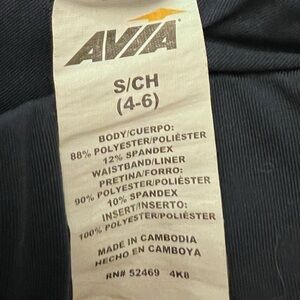 AVIA
S/CH
(4-6)
BODY/CUERPO:
88% POLYESTER/POLIÉSTER
12% SPANDEX
WAISTBAND/LINER
PRETINA/FORRO:
90% POLYESTER/POLIÉSTER
10% SPANDEX
INSERT/INSERTO:
100% POLYESTER/POLIÉSTER
MADE IN CAMBODIA
HECHO EN CAMBOYA
RN# 52469 4K8